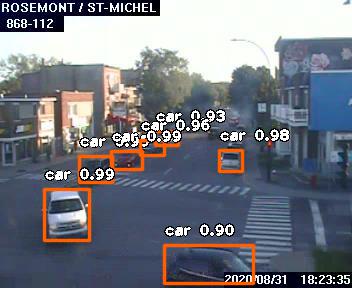 ROSEMONT / ST-MICHEL
868-112
car 0.93
car 0.96
car 0.99
car 0.98
car 0.99
car 0.90
2020/08/31 18:23:35